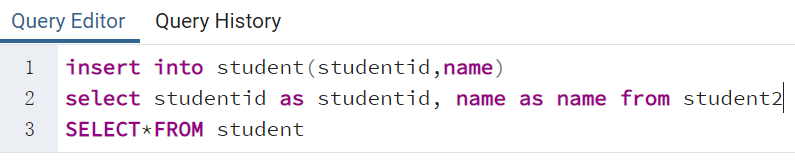 Query Editor Query History
1 insert into student(studentid,name)
2 select studentid as studentid, name as name from student2
3 SELECT*FROM student